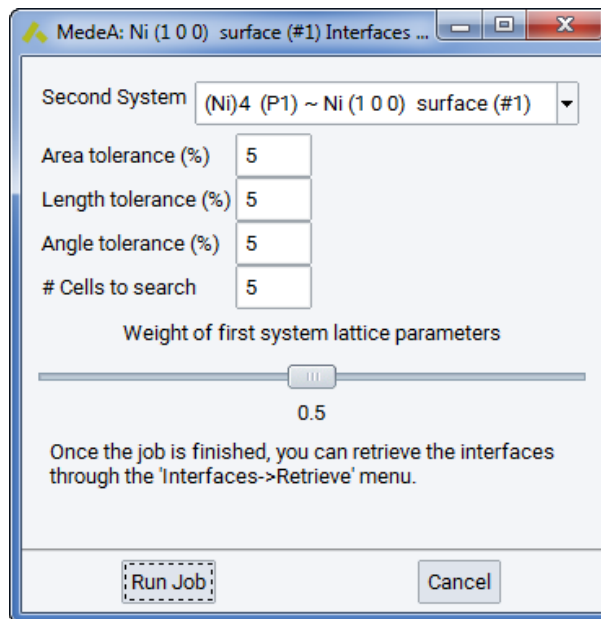 MedeA: Ni (1 0 0) surface (#1) Interfaces ...
Second System (Ni)4 (P1) ~ Ni (1 0 0) surface (#1)
Area tolerance (%) 5
Length tolerance (%) 5
Angle tolerance (%) 5
# Cells to search 5
Weight of first system lattice parameters
0.5
Once the job is finished, you can retrieve the interfaces
through the 'Interfaces->Retrieve' menu.
Run Job Cancel